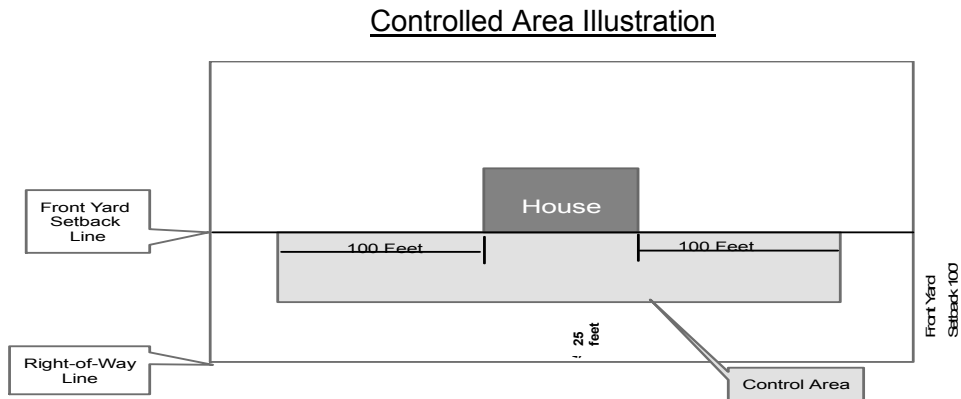 Controlled Area Illustration
House
Front Yard
Setback
Line
100 Feet
100 Feet
25
feet
Front Yard
Setback 100'
Right-of-Way
Line
Control Area